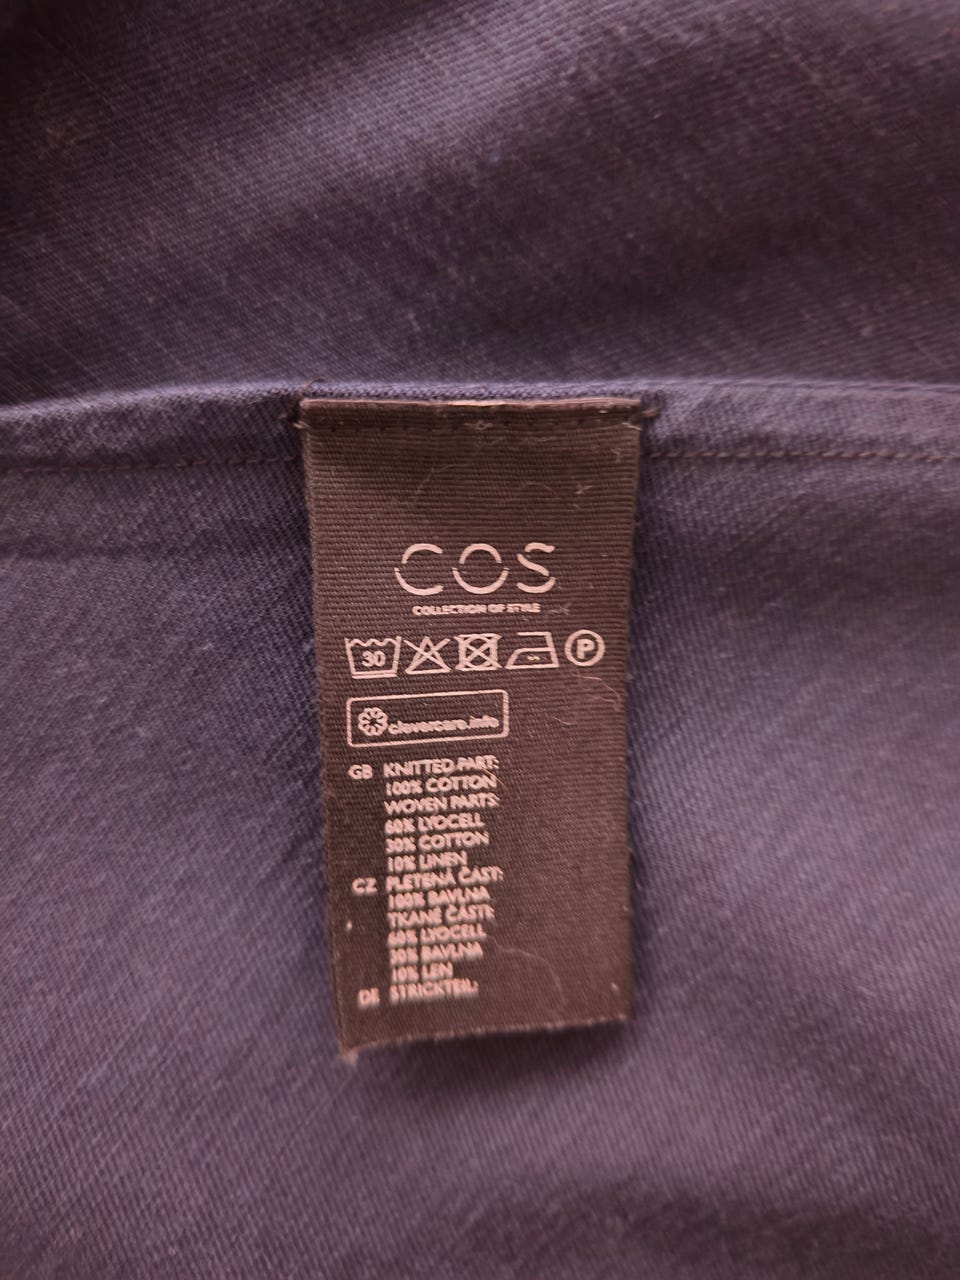 COS
COLLECTION OF STYLE
30 P
clevercare.info
GB KNITTED PART:
100% COTTON
WOVEN PARTS:
60% LYOCELL
30% COTTON
10% LINEN
CZ PLETENÁ ČÁST:
100% BAVLNA
TKANÉ ČÁSTI:
60% LYOCELL
30% BAVLNA
10% LEN
DE STRICKTEIL: